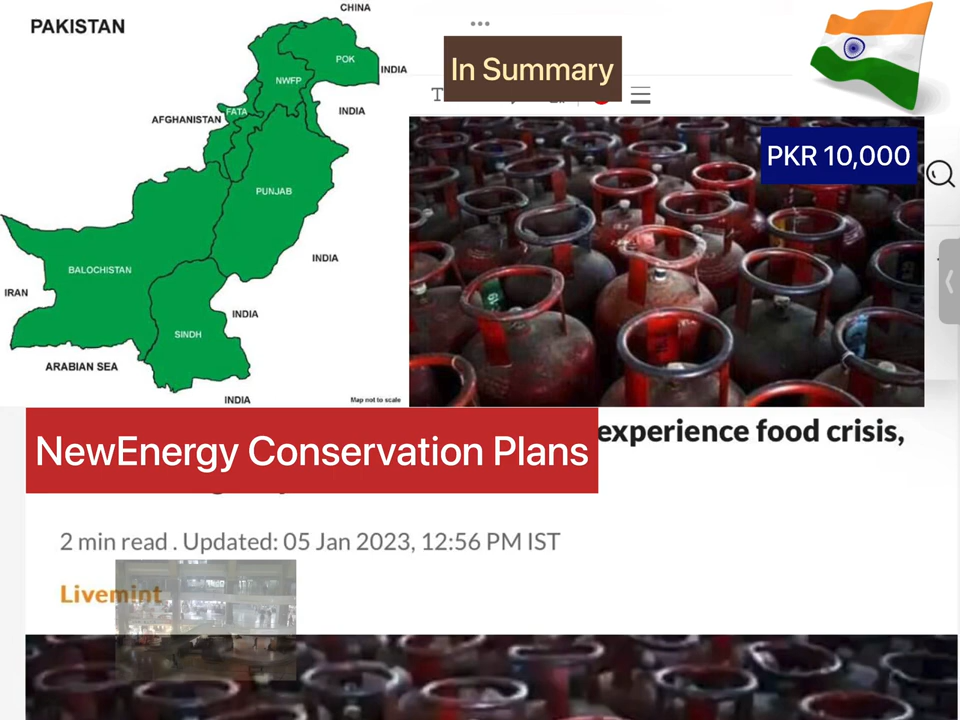 PAKISTAN
CHINA
POK
INDIA
NWFP
FATA
INDIA
AFGHANISTAN
PUNJAB
INDIA
BALOCHISTAN
IRAN
INDIA
SINDH
ARABIAN SEA
INDIA
Map not to scale
In Summary
PKR 10,000
NewEnergy Conservation Plans
experience food crisis,
2 min read . Updated: 05 Jan 2023, 12:56 PM IST
Livemint